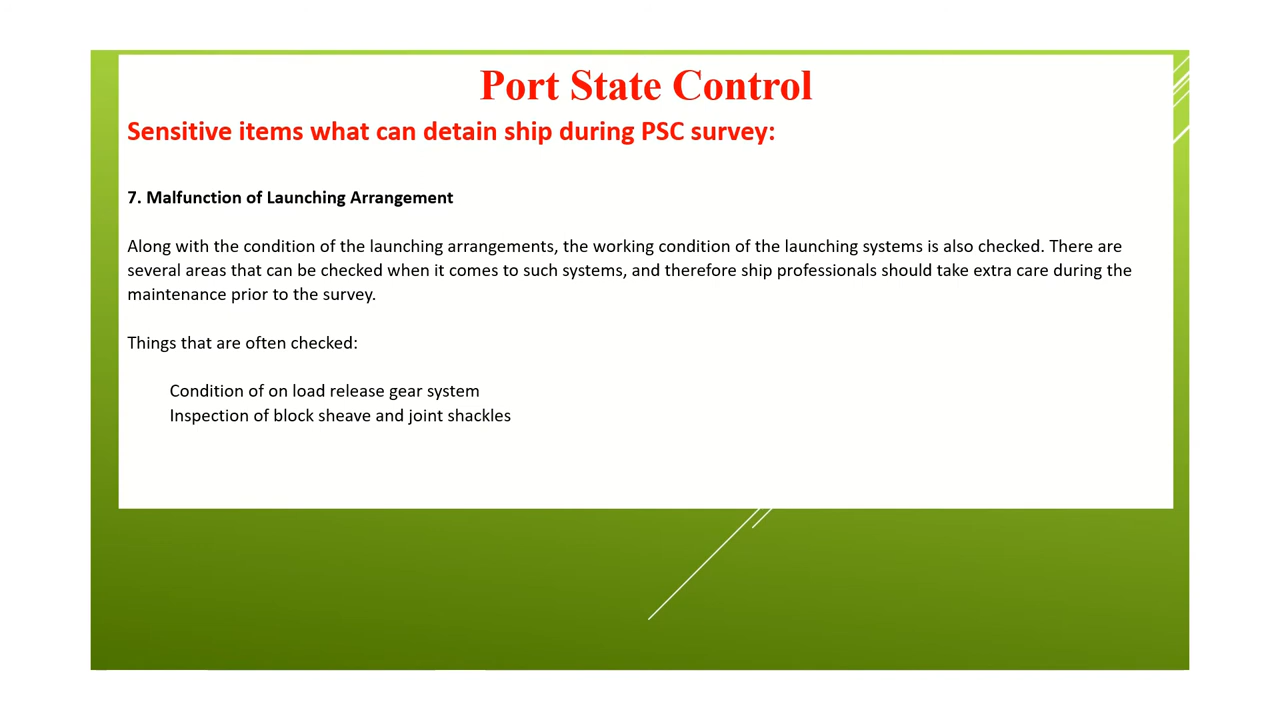 Port State Control
Sensitive items what can detain ship during PSC survey:
7. Malfunction of Launching Arrangement
Along with the condition of the launching arrangements, the working condition of the launching systems is also checked. There are
several areas that can be checked when it comes to such systems, and therefore ship professionals should take extra care during the
maintenance prior to the survey.
Things that are often checked:
Condition of on load release gear system
Inspection of block sheave and joint shackles